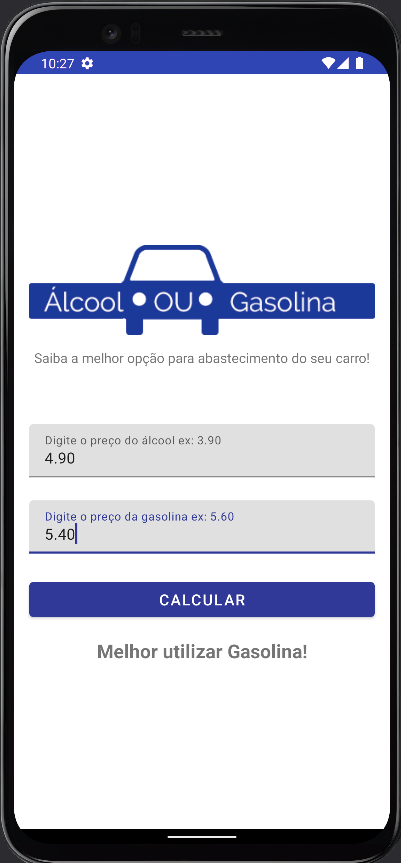 10:27
Álcool OU Gasolina
Saiba a melhor opção para abastecimento do seu carro!
Digite o preço do álcool ex: 3.90
4.90
Digite o preço da gasolina ex: 5.60
5.40
CALCULAR
Melhor utilizar Gasolina!